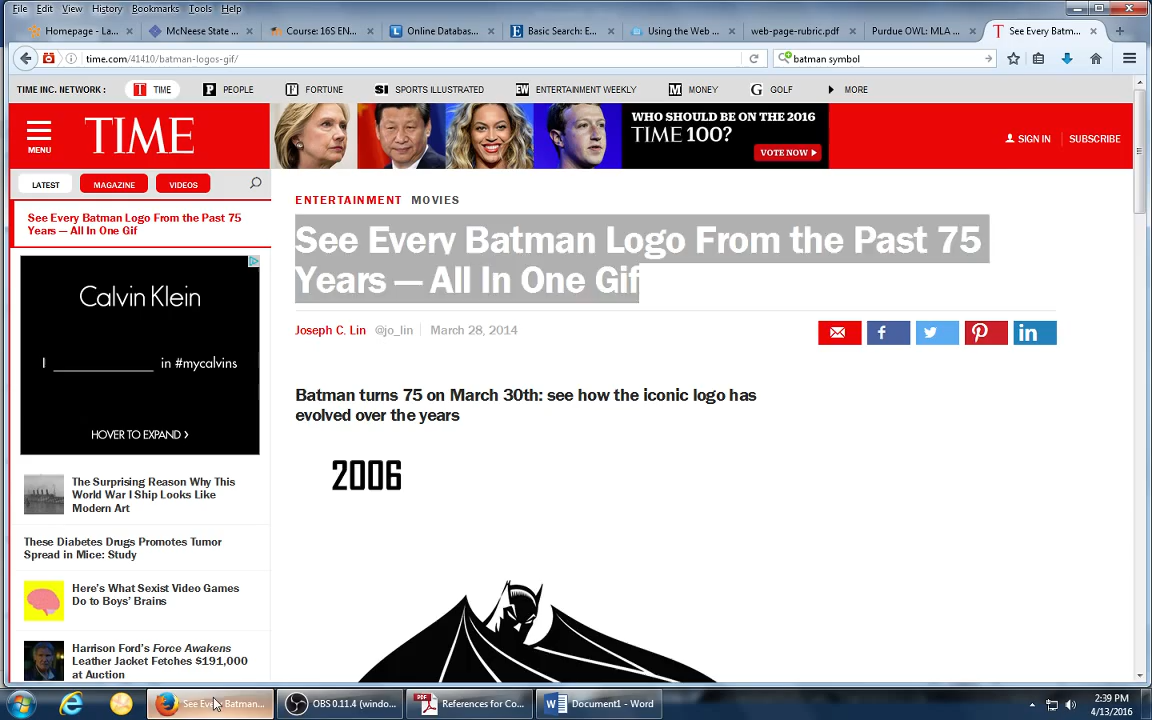 File Edit View History Bookmarks Tools Help
Homepage - La...
McNeese State ...
Course: 16S EN...
Online Databas...
Basic Search: E...
Using the Web ...
web-page-rubric.pdf
Purdue OWL: MLA ...
See Every Batm...
time.com/41410/batman-logos-gif/
batman symbol
TIME INC. NETWORK : TIME PEOPLE FORTUNE SPORTS ILLUSTRATED ENTERTAINMENT WEEKLY MONEY GOLF MORE
MENU
TIME
WHO SHOULD BE ON THE 2016
TIME 100?
VOTE NOW
SIGN IN
SUBSCRIBE
LATEST MAGAZINE VIDEOS
See Every Batman Logo From the Past 75
Years — All In One Gif
Calvin Klein
I ____________ in #mycalvins
HOVER TO EXPAND
The Surprising Reason Why This
World War I Ship Looks Like
Modern Art
These Diabetes Drugs Promotes Tumor
Spread in Mice: Study
Here's What Sexist Video Games
Do to Boys' Brains
Harrison Ford's Force Awakens
Leather Jacket Fetches $191,000
at Auction
ENTERTAINMENT MOVIES
See Every Batman Logo From the Past 75
Years — All In One Gif
Joseph C. Lin @jo_lin March 28, 2014
Batman turns 75 on March 30th: see how the iconic logo has
evolved over the years
2006
See Every Batman...
OBS 0.11.4 (windo...
References for Co...
Document1 - Word
2:39 PM
4/13/2016